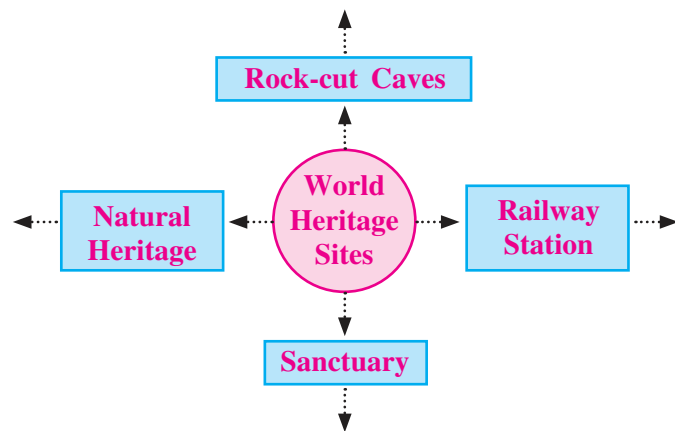 Rock-cut Caves
World
Heritage
Sites
Natural
Heritage
Railway
Station
Sanctuary